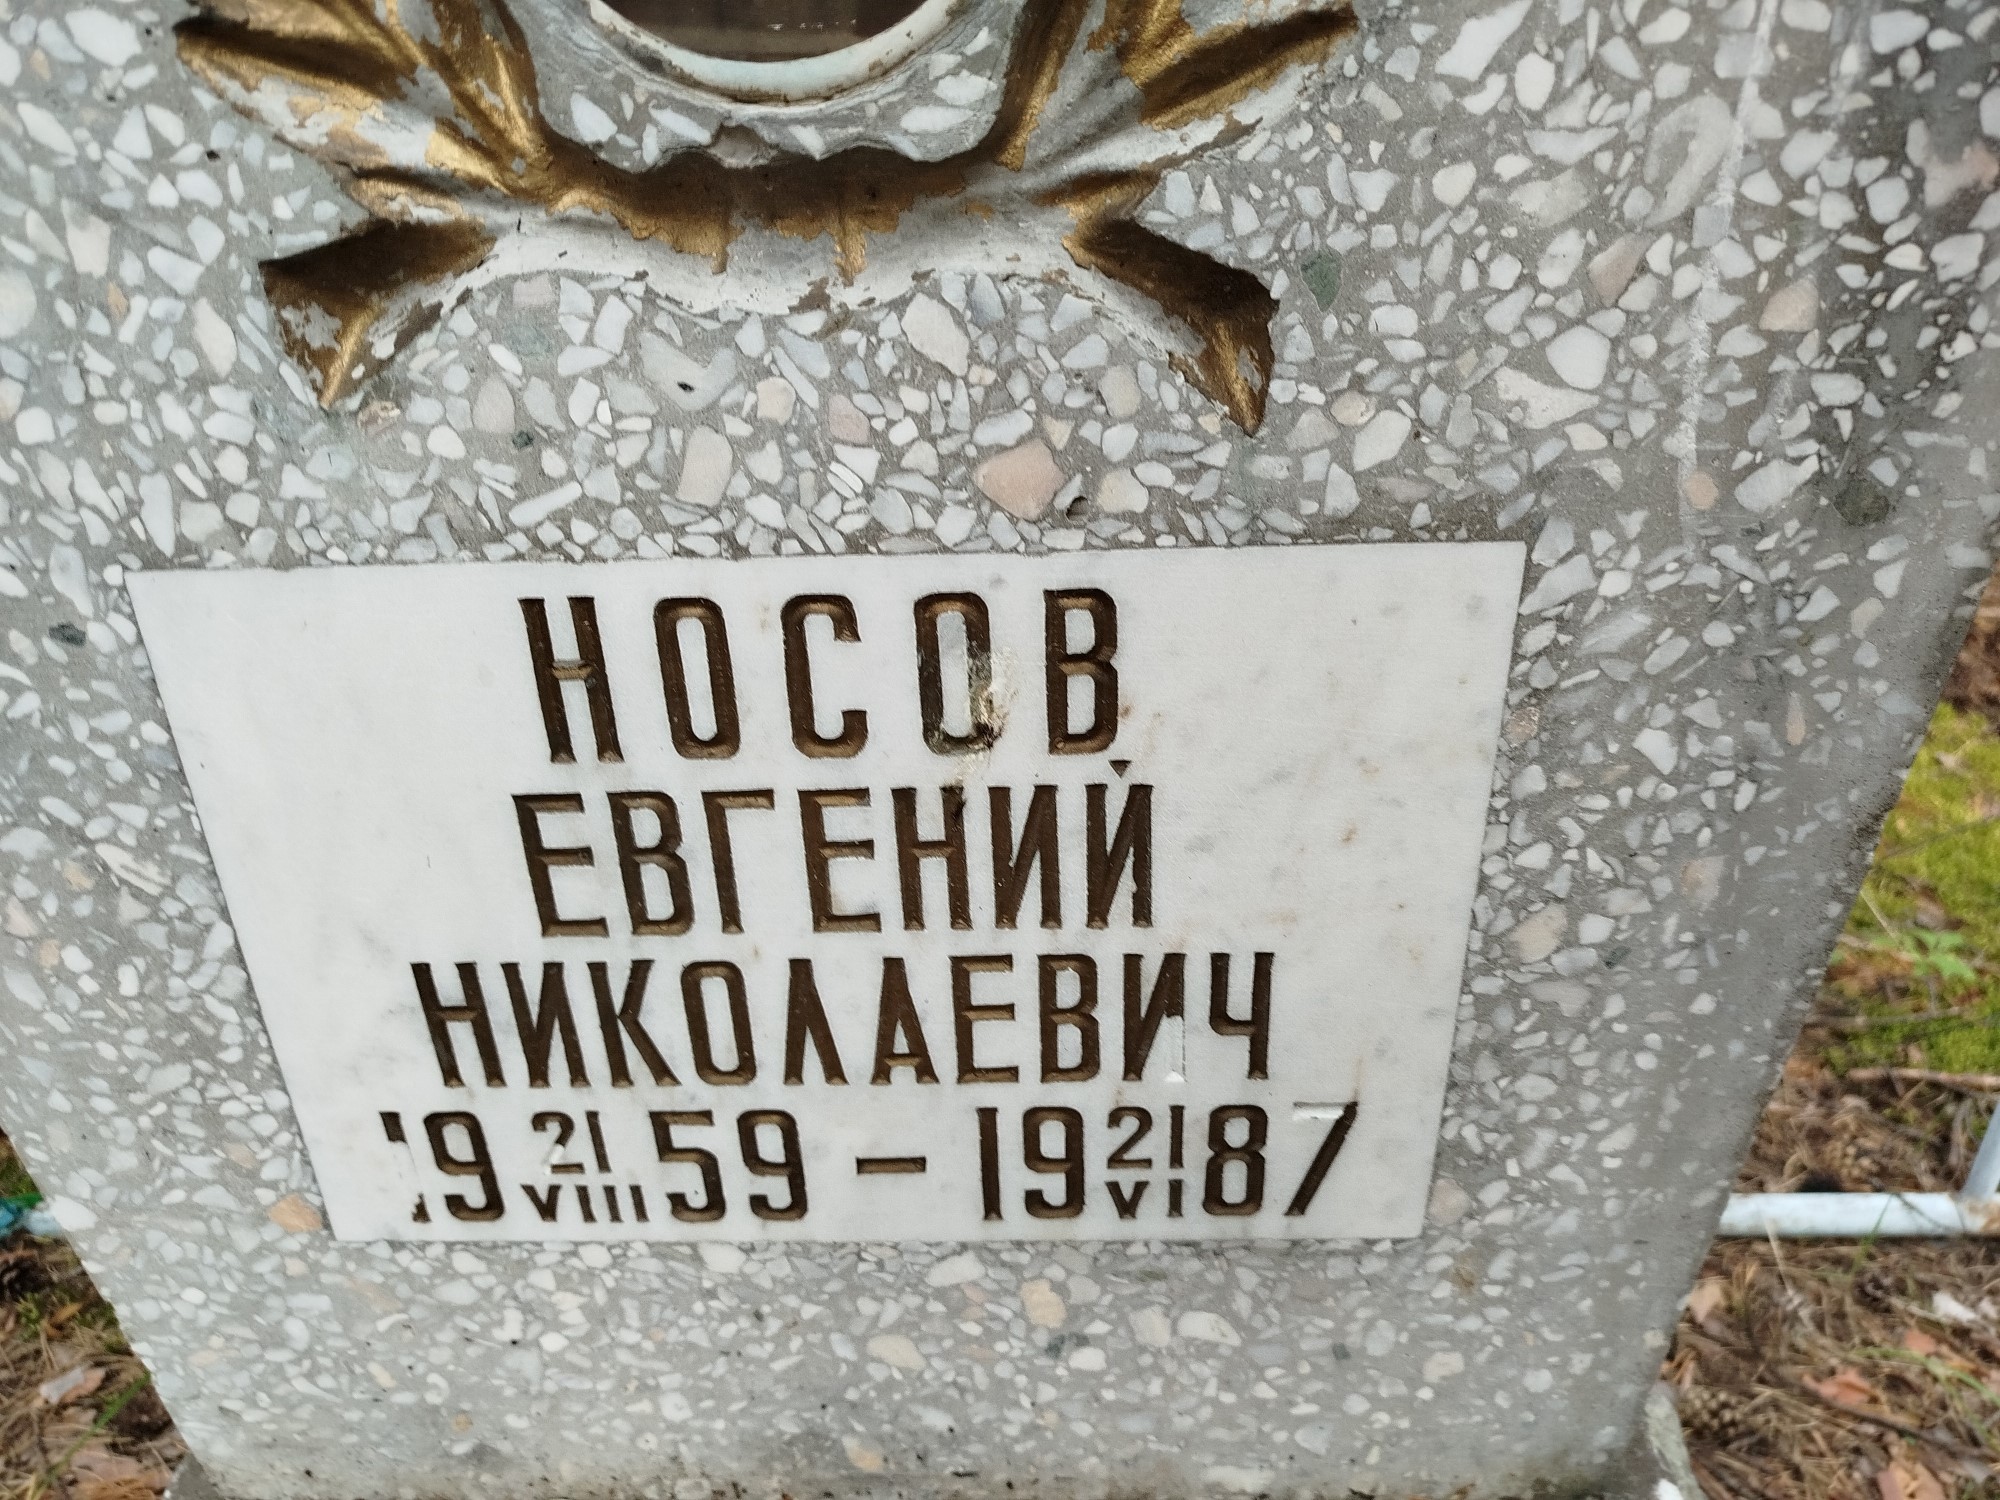 НОСОВ
ЕВГЕНИЙ
НИКОЛАЕВИЧ
19 21/VIII 59 – 19 21/VI 87